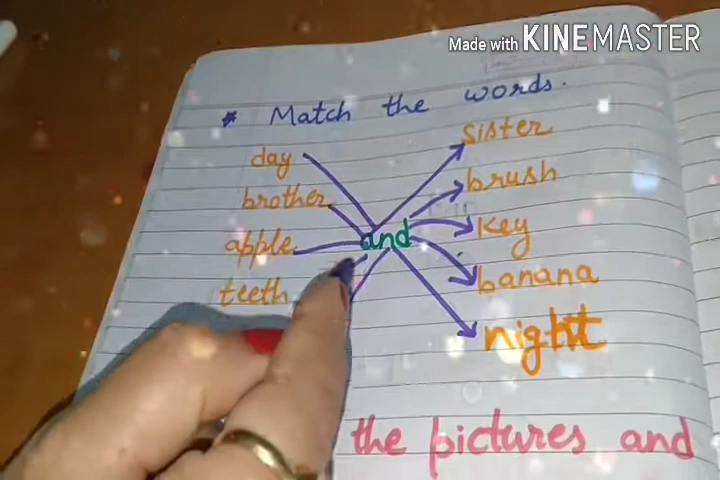 Made with KINEMASTER
* Match the words.
day sister
brother brush
apple and key
teeth banana
night
the pictures and